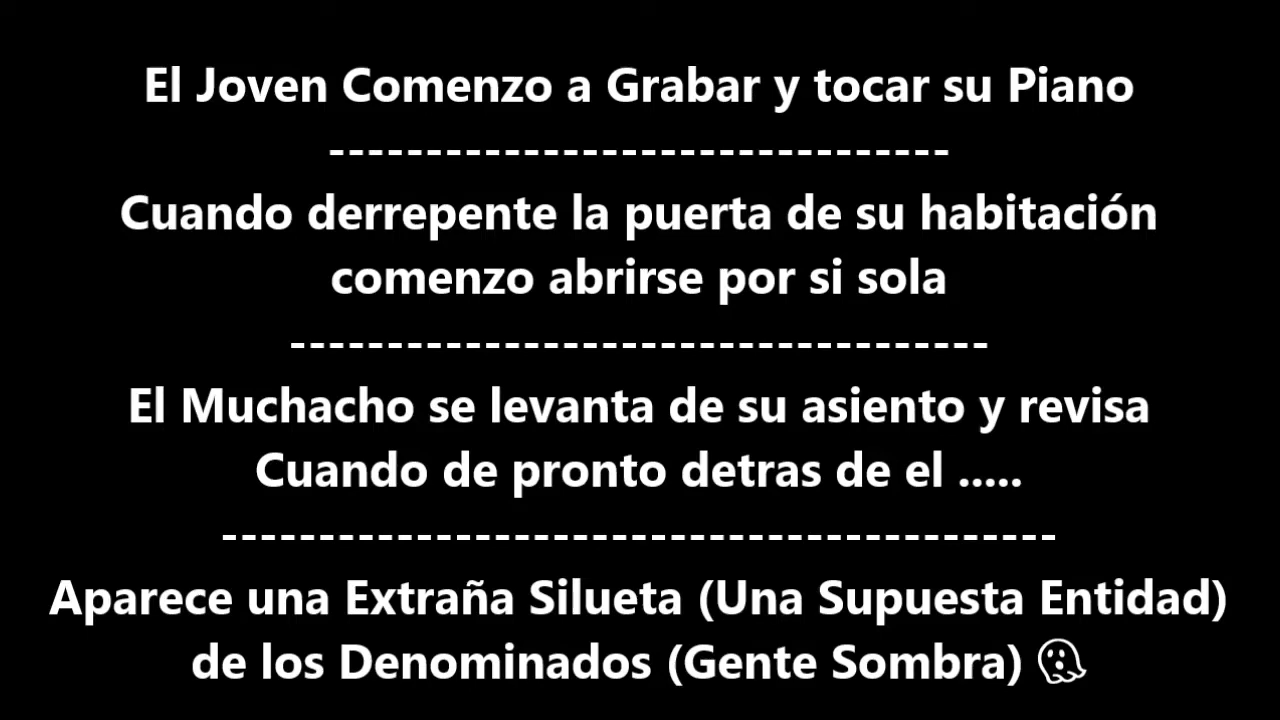 El Joven Comenzo a Grabar y tocar su Piano
--------------------------------
Cuando derrepente la puerta de su habitación
comenzo abrirse por si sola
------------------------------------
El Muchacho se levanta de su asiento y revisa
Cuando de pronto detras de el .....
-------------------------------------------
Aparece una Extraña Silueta (Una Supuesta Entidad)
de los Denominados (Gente Sombra) 👻